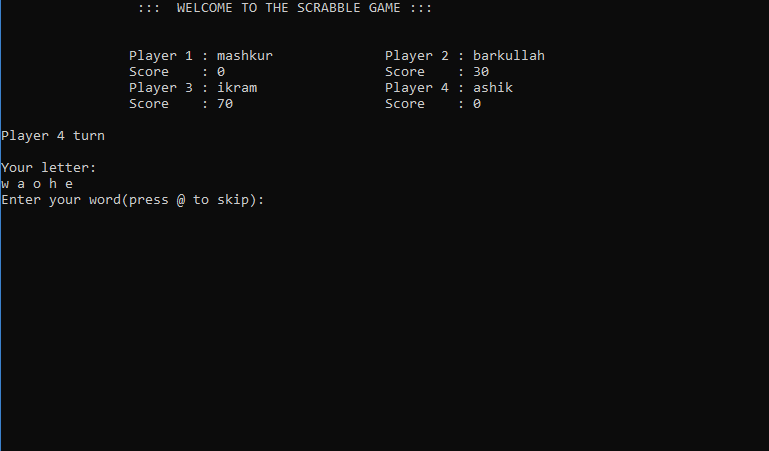 :::  WELCOME TO THE SCRABBLE GAME :::
Player 1 : mashkur              Player 2 : barkullah
Score    : 0                    Score    : 30
Player 3 : ikram                Player 4 : ashik
Score    : 70                   Score    : 0
Player 4 turn
Your letter:
w a o h e
Enter your word(press @ to skip):